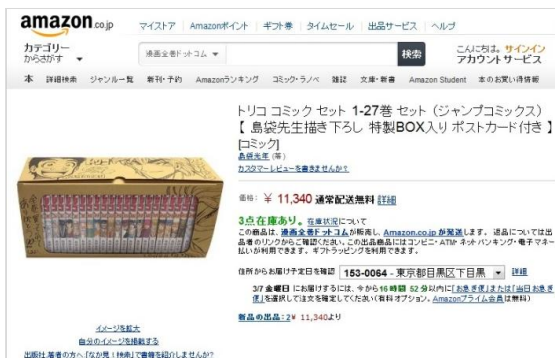 amazon.co.jp
マイストア Amazonポイント ギフト券 タイムセール 出品サービス ヘルプ
カテゴリー
からさがす
漫画全巻ドットコム
検索
こんにちは。サインイン
アカウントサービス
本 詳細検索 ジャンル一覧 新刊・予約 Amazonランキング コミック・ラノベ 雑誌 文庫・新書 Amazon Student 本のお買い得情報
トリコ コミック セット 1-27巻 セット (ジャンプコミックス)
【 島袋先生描き下ろし 特製BOX入り ポストカード付き 】
[コミック]
島袋光年 (著)
カスタマーレビューを書きませんか?
価格: ¥ 11,340 通常配送無料 詳細
3点在庫あり。 在庫状況について
この商品は、漫画全巻ドットコム が販売し、Amazon.co.jp が発送します。 返品については出
品者のリンクからご確認ください。この出品商品にはコンビニ・ATM・ネットバンキング・電子マネー
払いが利用できます。 ギフトラッピングを利用できます。
住所からお届け予定日を確認 153-0064 - 東京都目黒区下目黒 詳細
3/7 金曜日 にお届けするには、今から16 時間 52 分以内に「お急ぎ便」または「当日お急ぎ
便」を選択して注文を確定してください(有料オプション。Amazonプライム会員は無料)
新品の出品:2¥ 11,340より
イメージを拡大
自分のイメージを掲載する
出版社、著者の方へ:「なか見!検索」で書籍を紹介しませんか?